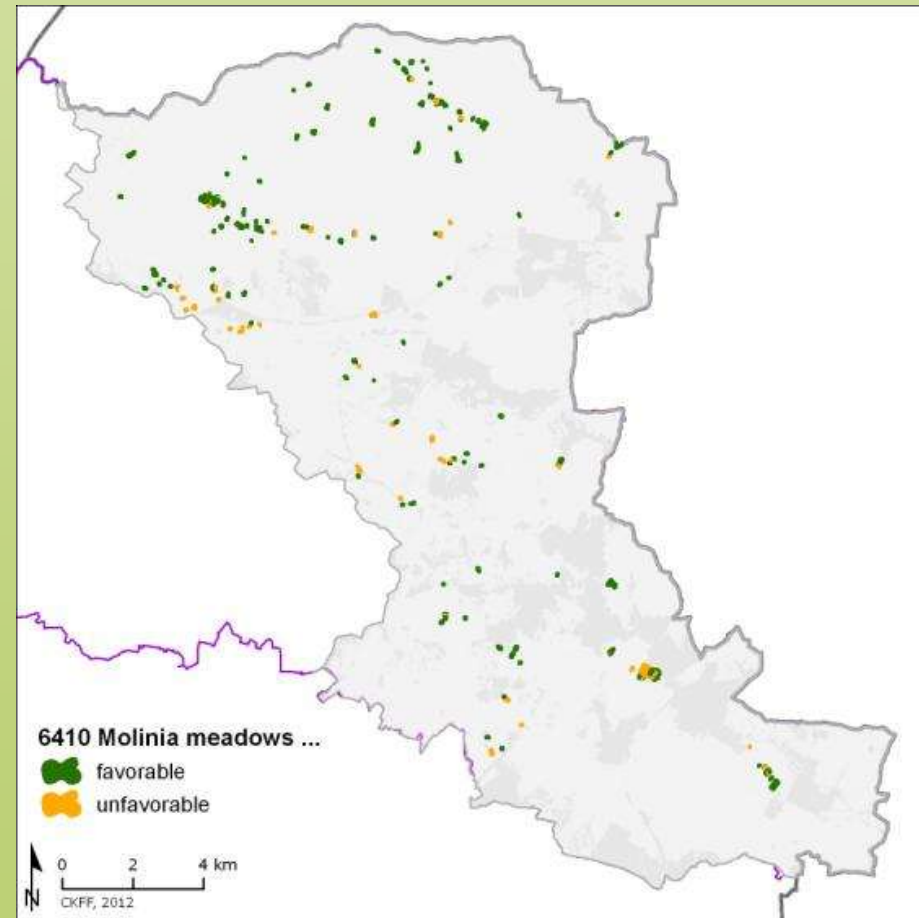 6410 Molinia meadows ...
favorable
unfavorable
0 2 4 km
N
CKFF, 2012